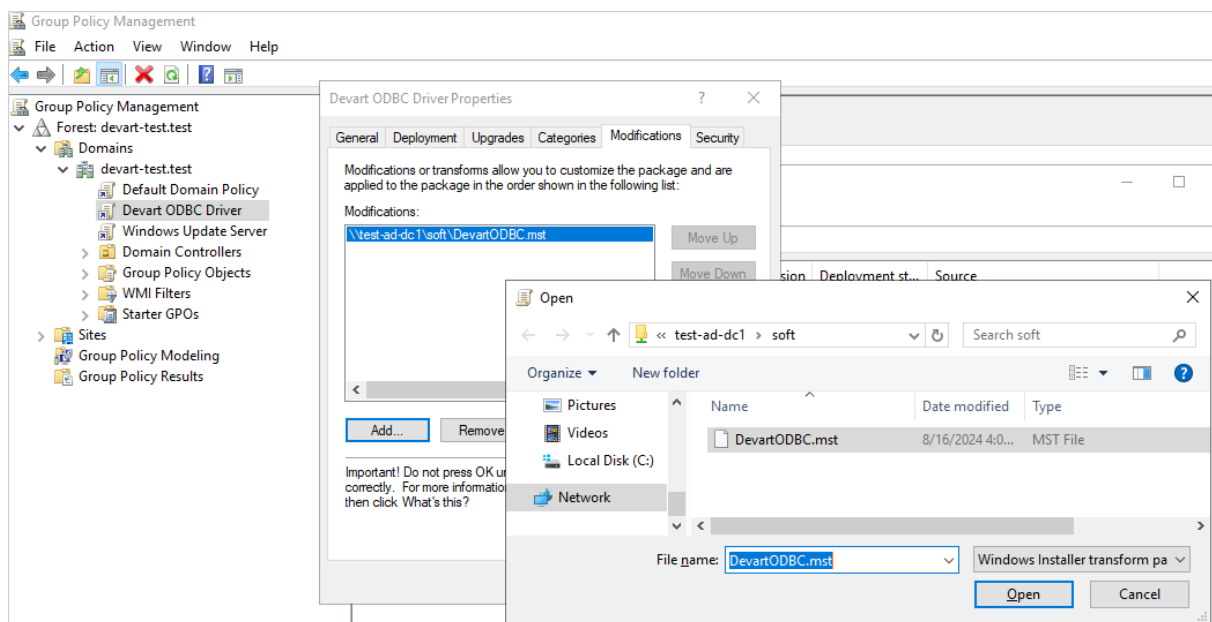 Group Policy Management
File Action View Window Help
Group Policy Management
Forest: devart-test.test
Domains
devart-test.test
Default Domain Policy
Devart ODBC Driver
Windows Update Server
Domain Controllers
Group Policy Objects
WMI Filters
Starter GPOs
Sites
Group Policy Modeling
Group Policy Results
Devart ODBC Driver Properties
General Deployment Upgrades Categories Modifications Security
Modifications or transforms allow you to customize the package and are
applied to the package in the order shown in the following list:
Modifications:
\\test-ad-dc1\soft\DevartODBC.mst
Move Up
Move Down
Add... Remove
Important! Do not press OK
correctly. For more
then click What's this?
Deployment st... Source
Open
« test-ad-dc1 > soft
Search soft
Organize New folder
Pictures
Videos
Local Disk (C:)
Network
Name Date modified Type
DevartODBC.mst 8/16/2024 4:0... MST File
File name: DevartODBC.mst
Windows Installer transform pa
Open Cancel